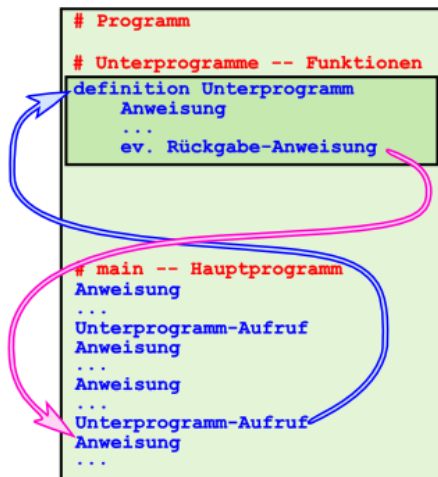 # Programm
# Unterprogramme -- Funktionen
definition Unterprogramm
Anweisung
...
ev. Rückgabe-Anweisung
# main -- Hauptprogramm
Anweisung
...
Unterprogramm-Aufruf
Anweisung
...
Anweisung
...
Unterprogramm-Aufruf
Anweisung
...